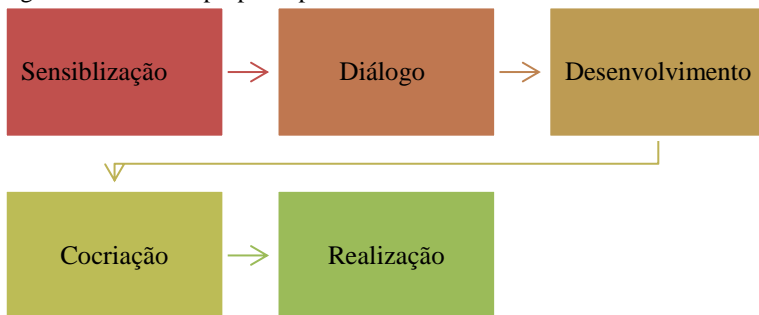 Sensiblização
Diálogo
Desenvolvimento
Cocriação
Realização